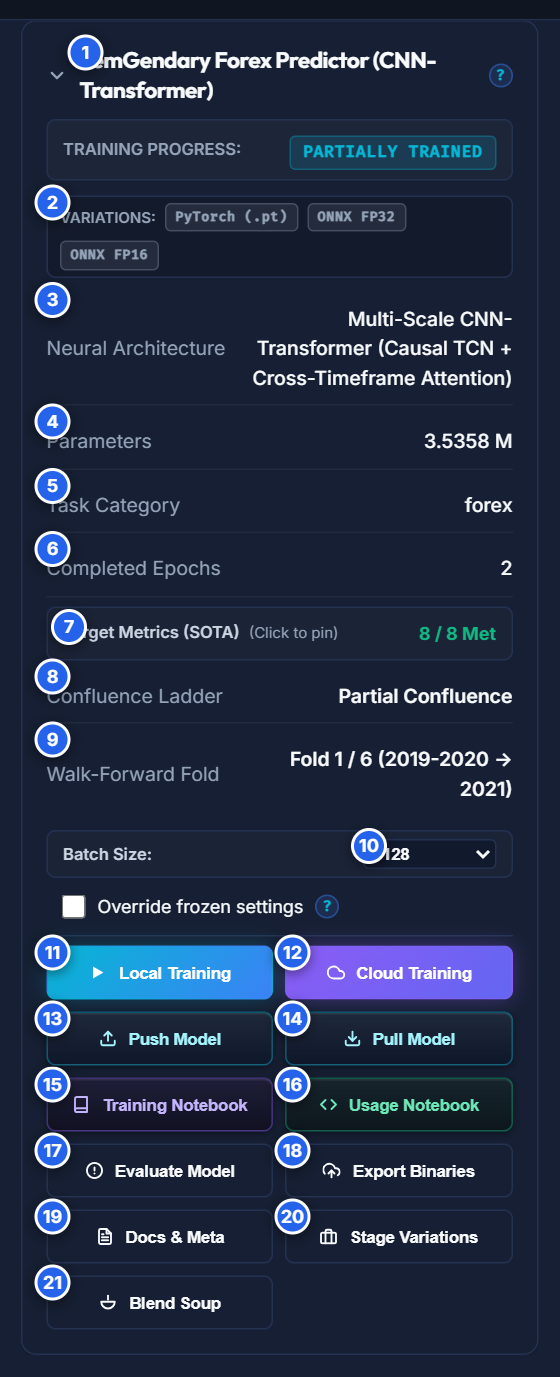 1
emGendary Forex Predictor (CNN-
Transformer)
?
TRAINING PROGRESS:
PARTIALLY TRAINED
2
VARIATIONS:
PyTorch (.pt)
ONNX FP32
ONNX FP16
3
Neural Architecture
Multi-Scale CNN-
Transformer (Causal TCN +
Cross-Timeframe Attention)
4
Parameters
3.5358 M
5
Task Category
forex
6
Completed Epochs
2
7
rget Metrics (SOTA)
(Click to pin)
8 / 8 Met
8
Confluence Ladder
Partial Confluence
9
Walk-Forward Fold
Fold 1 / 6 (2019-2020 →
2021)
Batch Size:
10
128
Override frozen settings
?
11
Local Training
12
Cloud Training
13
Push Model
14
Pull Model
15
Training Notebook
16
Usage Notebook
17
Evaluate Model
18
Export Binaries
19
Docs & Meta
20
Stage Variations
21
Blend Soup